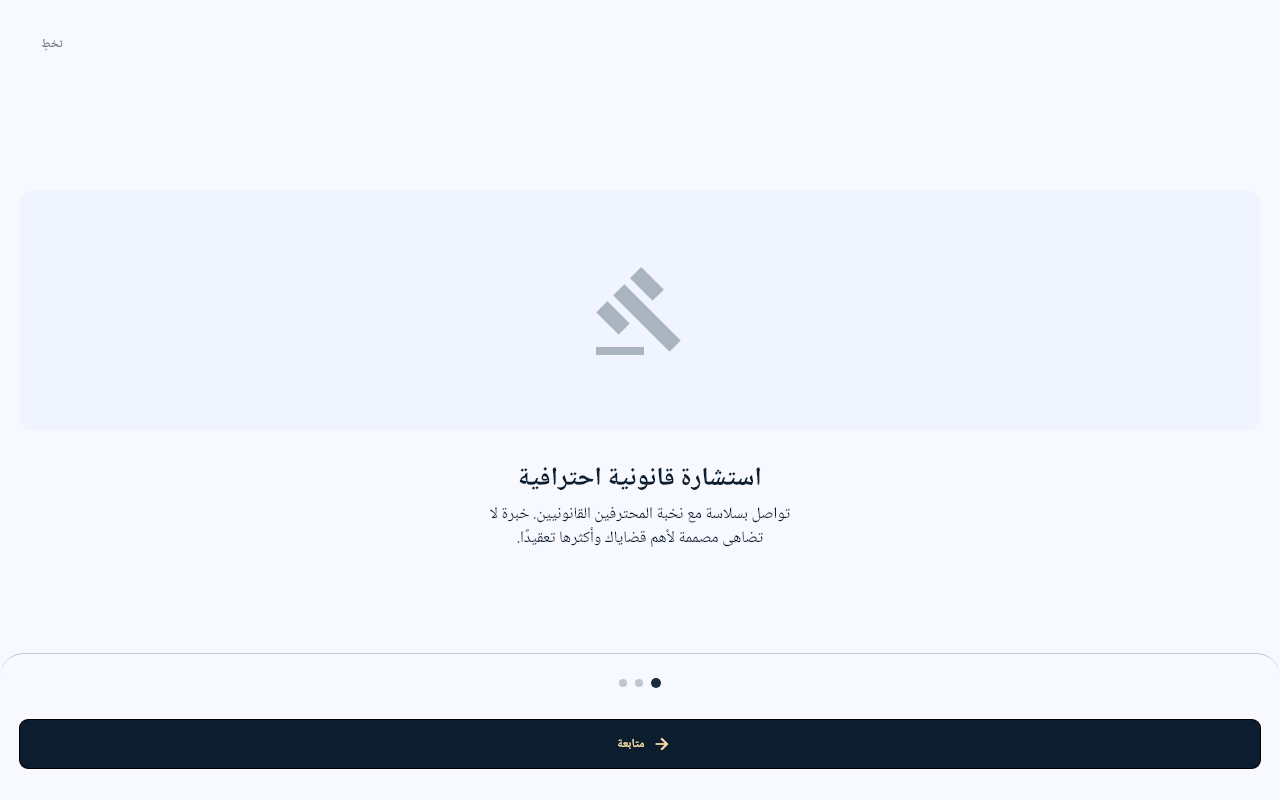 تخطٍ
استشارة قانونية احترافية
تواصل بسلاسة مع نخبة المحترفين القانونيين. خبرة لا
تضاهى مصممة لأهم قضاياك وأكثرها تعقيدًا.
متابعة